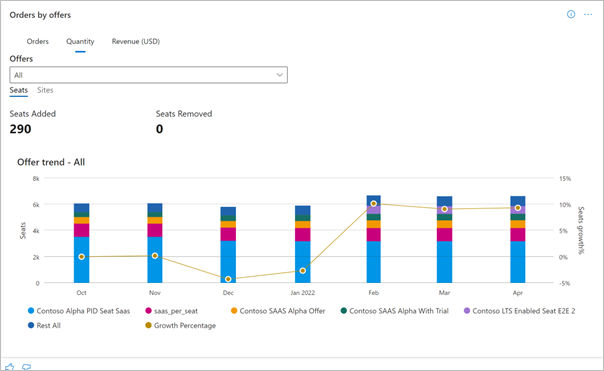 Orders by offers
Orders Quantity Revenue (USD)
Offers
All
Seats Sites
Seats Added Seats Removed
290 0
Offer trend - All
8k 15%
6k 10%
4k 5%
2k 0%
0 -5%
Seats
Seats growth%
Oct Nov Dec Jan 2022 Feb Mar Apr
Contoso Alpha PID Seat Saas saas_per_seat Contoso SAAS Alpha Offer Contoso SAAS Alpha With Trial Contoso LTS Enabled Seat E2E 2
Rest All Growth Percentage